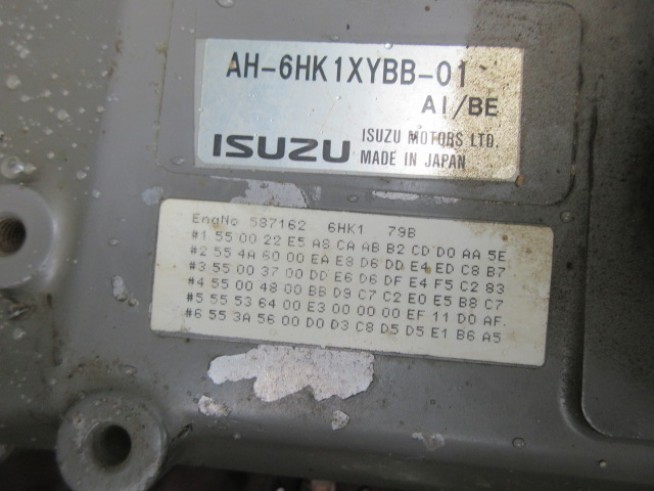 AH-6HK1XYBB-01
AI/BE
ISUZU ISUZU MOTORS LTD.
MADE IN JAPAN
EngNo 587162 6HK1 79B
#1 55 00 22 E5 A8 CA AB B2 CD D0 AA 5E
#2 55 4A 60 00 EA E8 D6 DD E4 ED C8 B7
#3 55 00 37 00 DD E6 D6 DF E4 F5 C2 83
#4 55 00 48 00 BB D9 C7 C2 E0 E5 B8 C7
#5 55 53 64 00 E3 00 00 00 EF 11 D0 AF
#6 55 3A 56 00 D0 D3 C8 D5 D5 E1 B6 A5